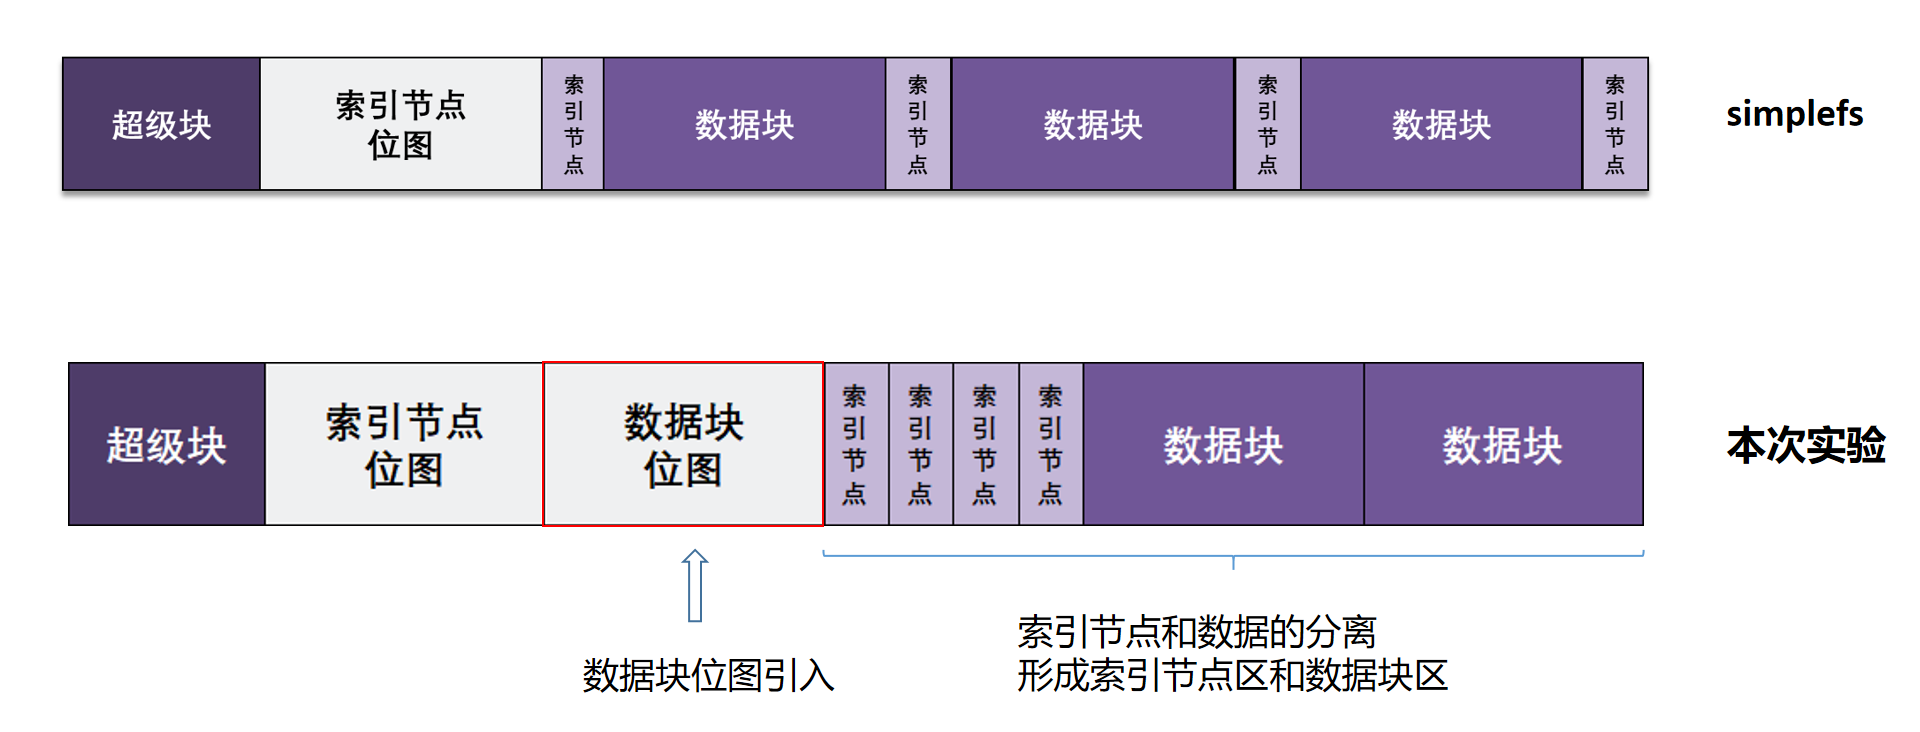 超级块
索引节点
位图
索引节点
数据块
索引节点
数据块
索引节点
数据块
索引节点
simplefs
超级块
索引节点
位图
数据块
位图
索引节点
索引节点
索引节点
索引节点
数据块
数据块
本次实验
数据块位图引入
索引节点和数据的分离
形成索引节点区和数据块区